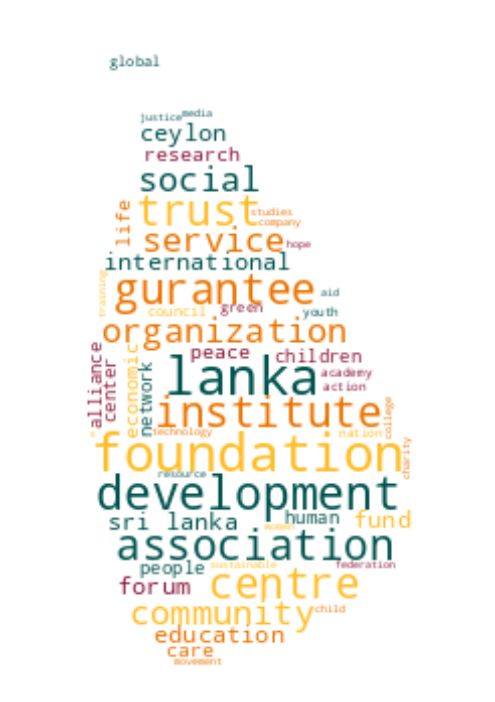 global
justice media
ceylon
research
social
life trust studies
company
service hope
international
training gurantee aid
council green youth
organization
alliance center economic network peace children
lanka academy
action
institute college
technology nation
foundation charity
resource
development
sri lanka women human fund
association
people sustainable federation
forum centre
community child
education
care
movement